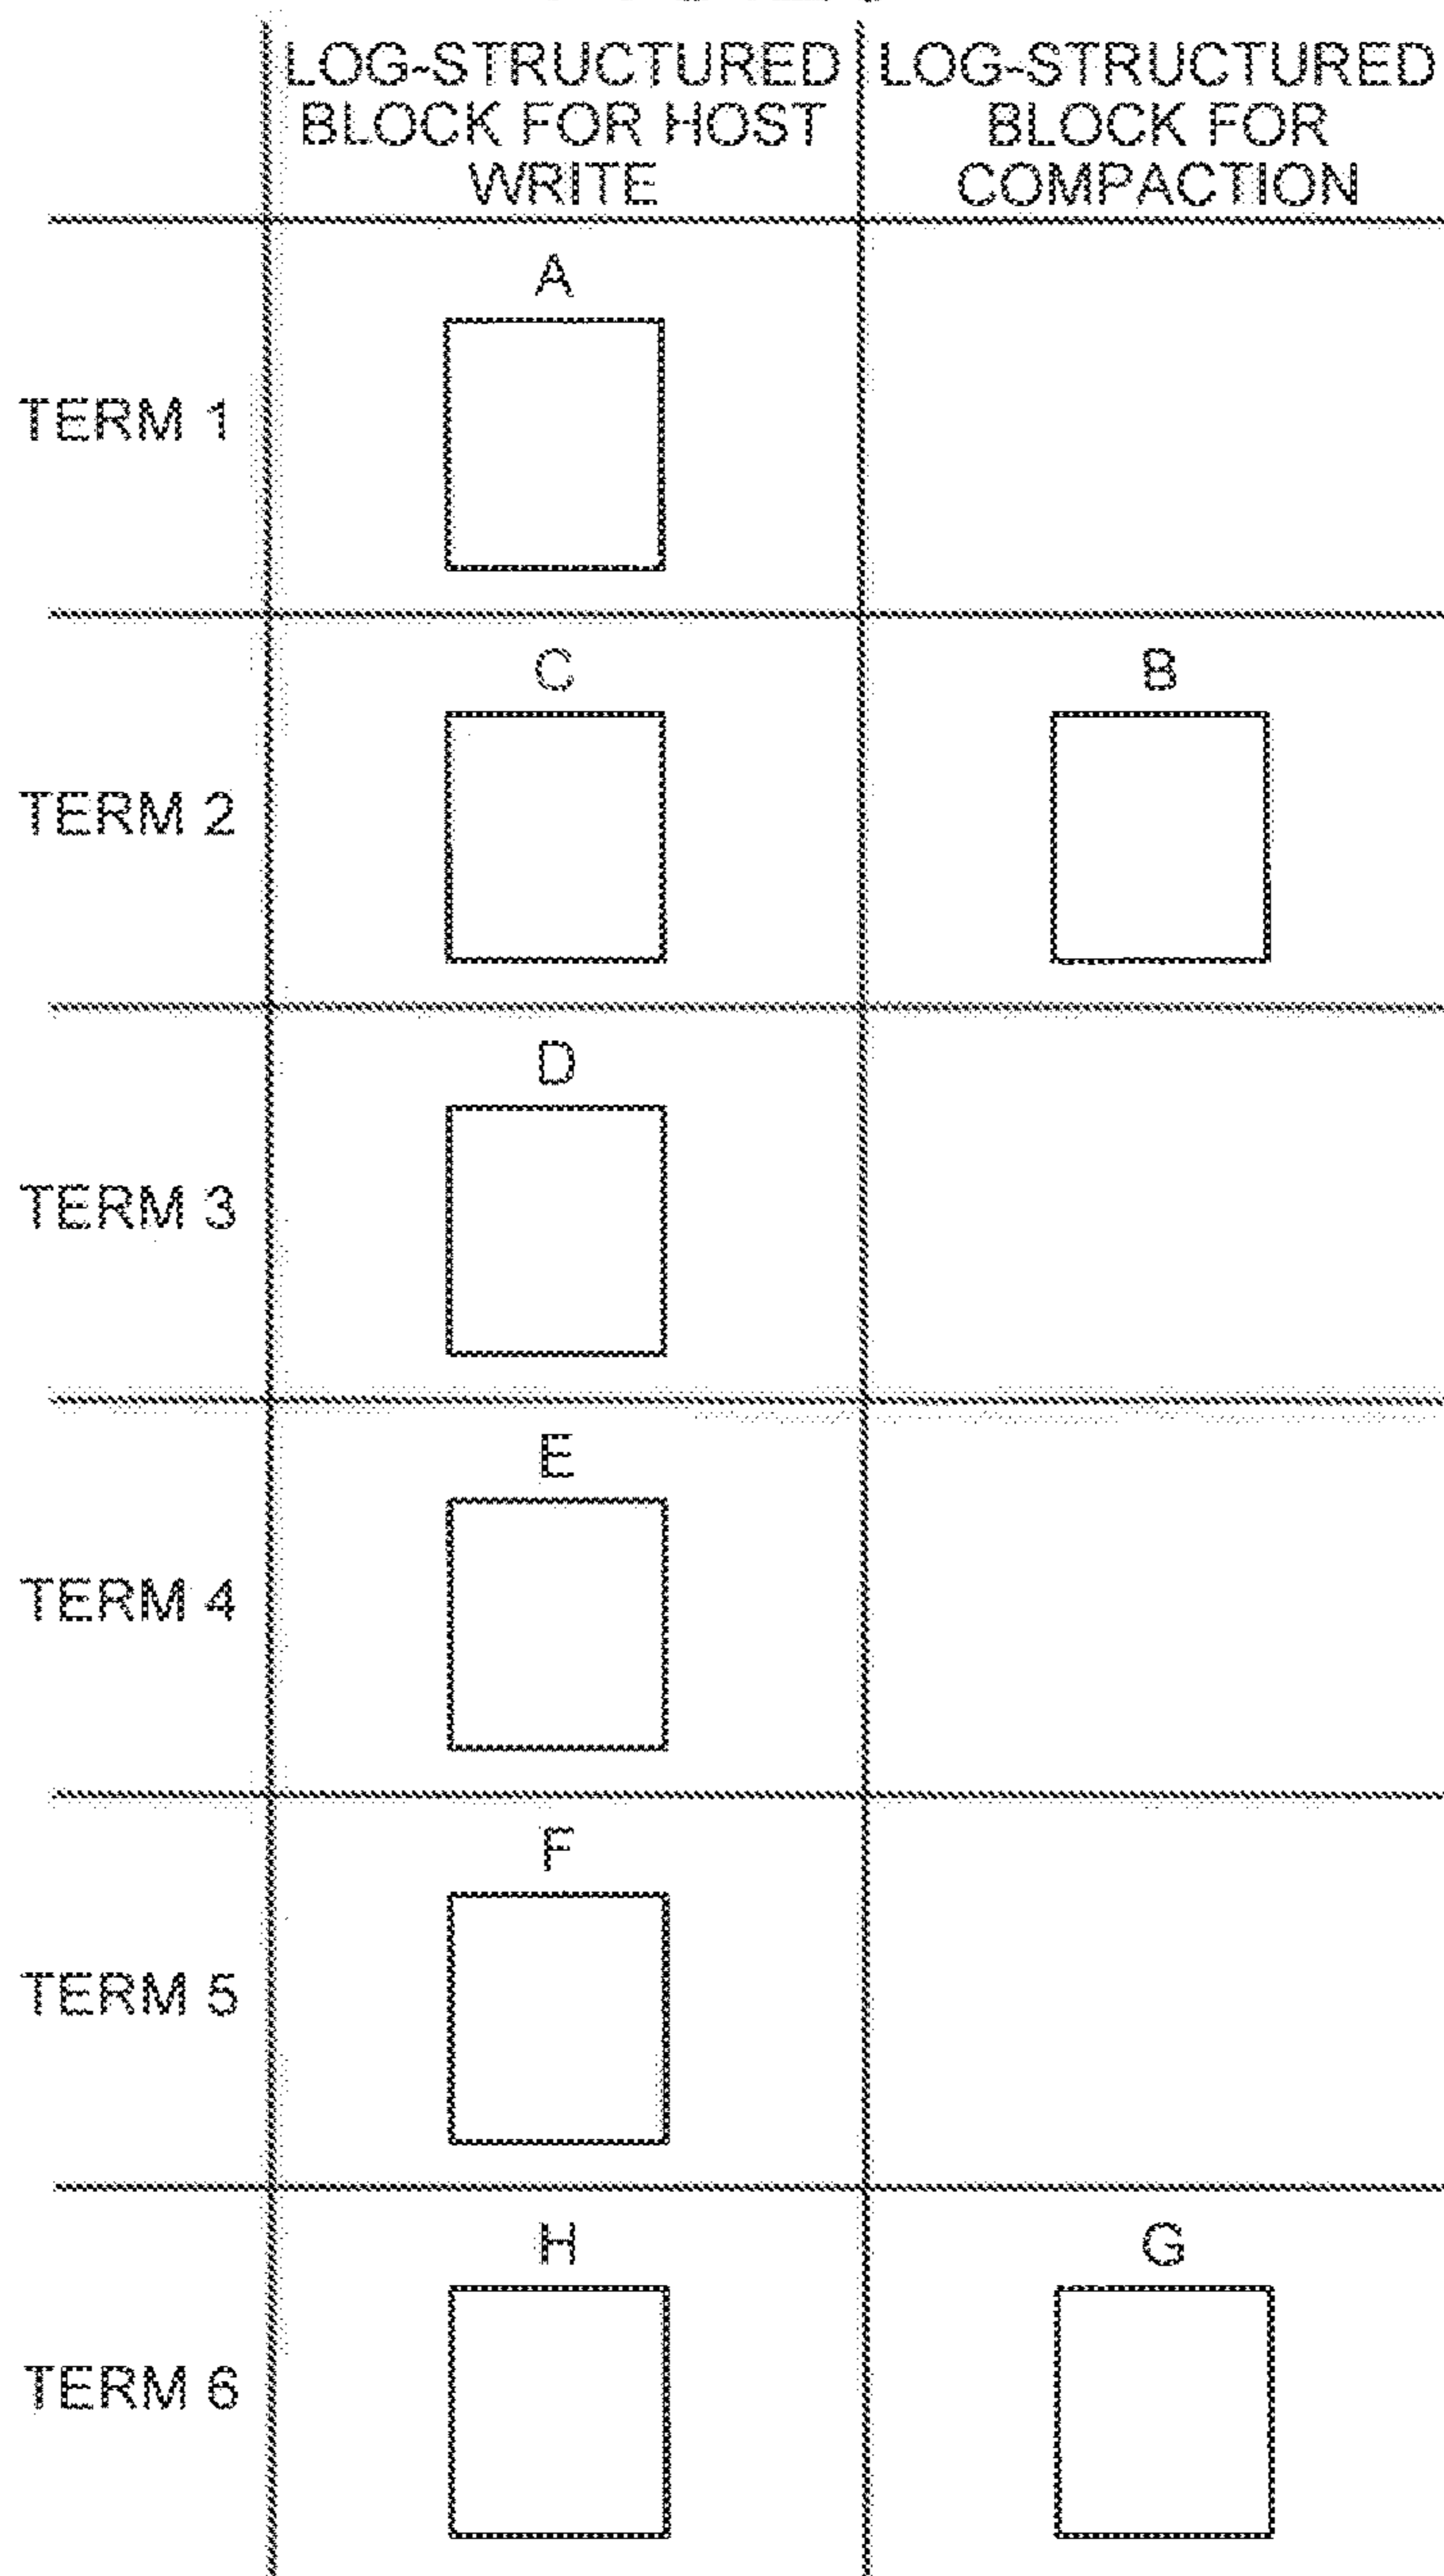 LOG-STRUCTURED
BLOCK FOR HOST
WRITE
LOG-STRUCTURED
BLOCK FOR
COMPACTION
A
TERM 1
C
B
TERM 2
D
TERM 3
E
TERM 4
F
TERM 5
H
G
TERM 6